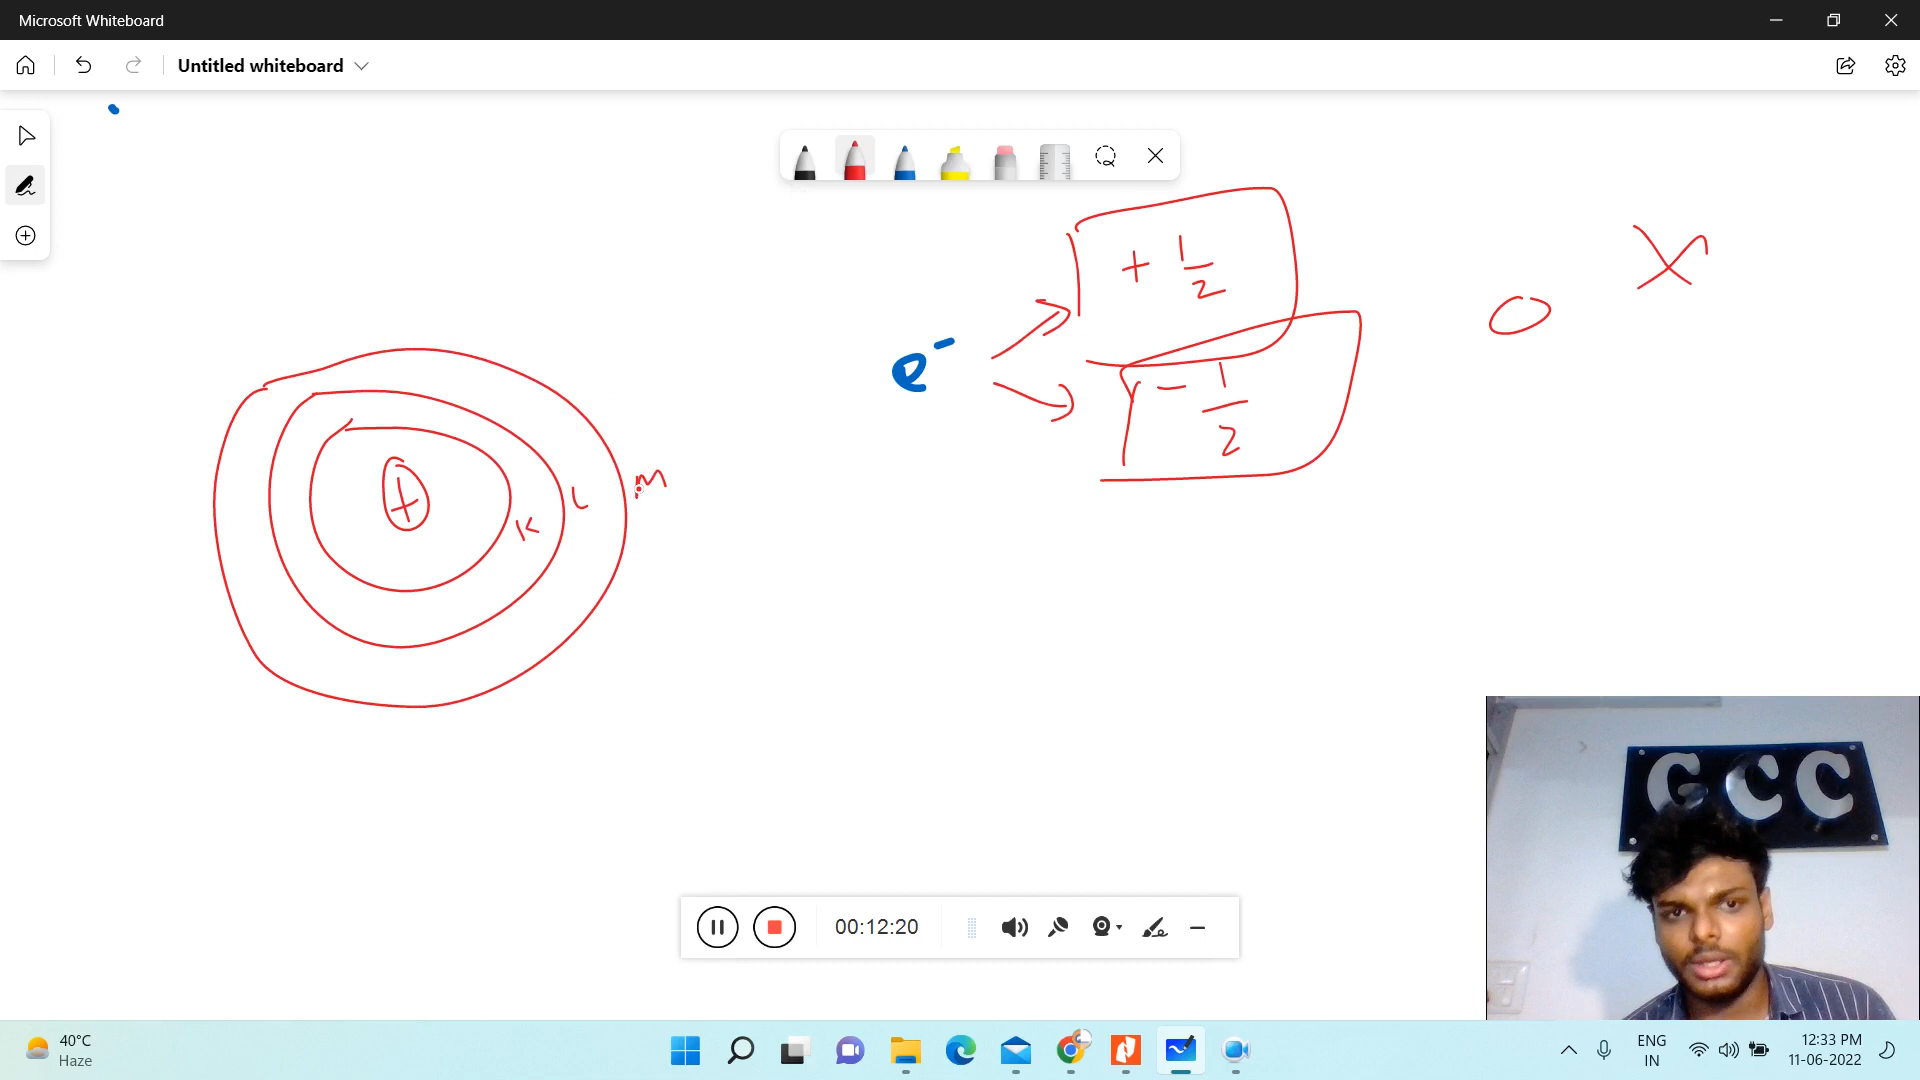 Microsoft Whiteboard
Untitled whiteboard
+ 1/2
e⁻
- 1/2
O
X
K
L
M
+
GCC
00:12:20
40°C
Haze
ENG
IN
12:33 PM
11-06-2022